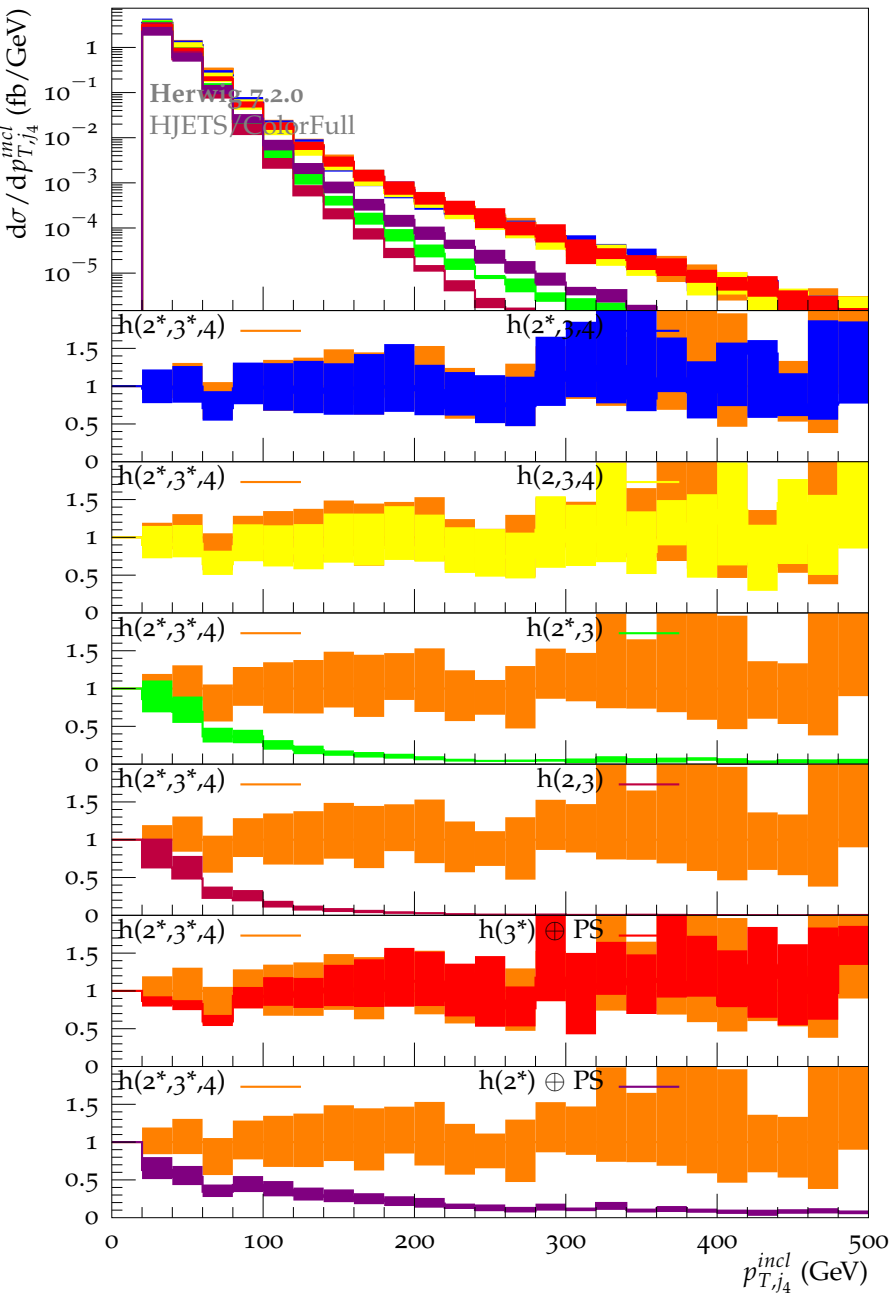 dσ/dp_{T,j_4}^{incl} (fb/GeV)
1
10^{−1}
10^{−2}
10^{−3}
10^{−4}
10^{−5}
Herwig 7.2.0
HJETS/ColorFull
h(2*,3*,4) h(2*,3,4)
1.5
1
0.5
0
h(2*,3*,4) h(2,3,4)
1.5
1
0.5
0
h(2*,3*,4) h(2*,3)
1.5
1
0.5
0
h(2*,3*,4) h(2,3)
1.5
1
0.5
0
h(2*,3*,4) h(3*) ⊕ PS
1.5
1
0.5
0
h(2*,3*,4) h(2*) ⊕ PS
1.5
1
0.5
0
0 100 200 300 400 500
p_{T,j_4}^{incl} (GeV)